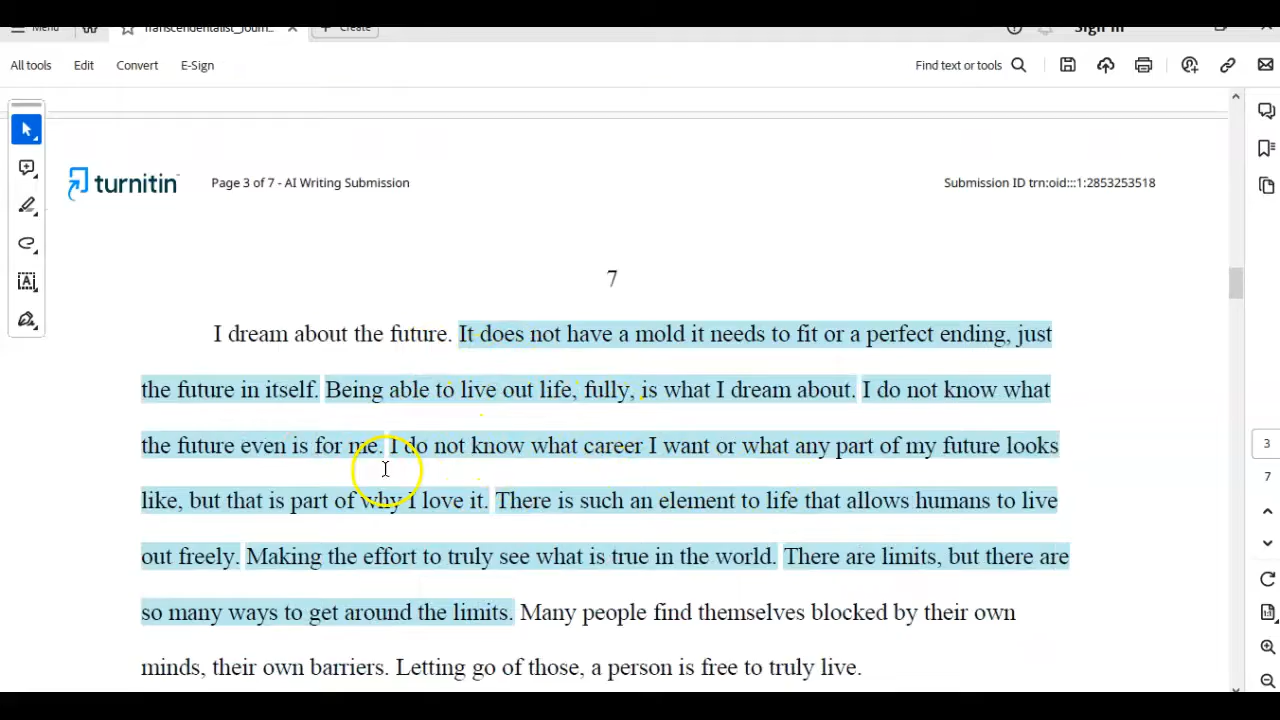 Menu Transcendentalist_Journ... Create Sign in
All tools Edit Convert E-Sign Find text or tools
turnitin Page 3 of 7 - AI Writing Submission Submission ID trn:oid:::1:2853253518
7
I dream about the future. It does not have a mold it needs to fit or a perfect ending, just
the future in itself. Being able to live out life, fully, is what I dream about. I do not know what
the future even is for me. I do not know what career I want or what any part of my future looks
3
like, but that is part of why I love it. There is such an element to life that allows humans to live
7
out freely. Making the effort to truly see what is true in the world. There are limits, but there are
so many ways to get around the limits. Many people find themselves blocked by their own
minds, their own barriers. Letting go of those, a person is free to truly live.